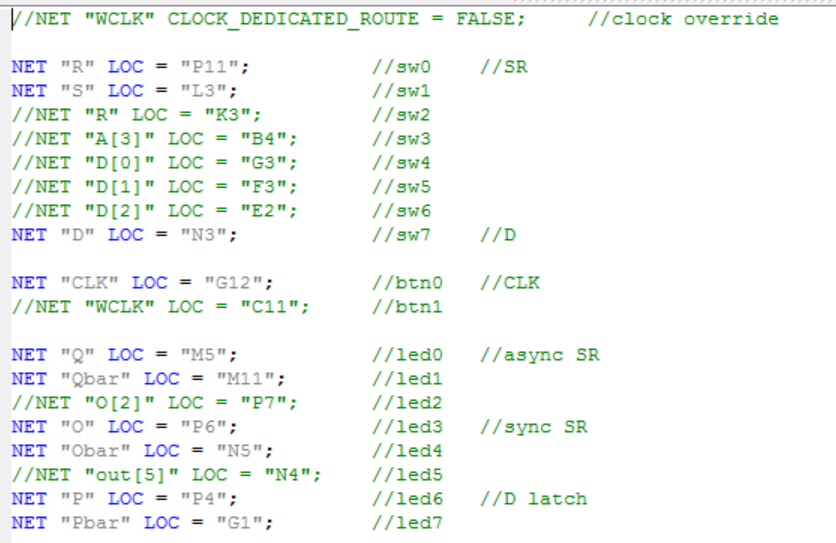 //NET "WCLK" CLOCK_DEDICATED_ROUTE = FALSE;     //clock override
NET "R" LOC = "P11";          //sw0   //SR
NET "S" LOC = "L3";           //sw1
//NET "R" LOC = "K3";         //sw2
//NET "A[3]" LOC = "B4";      //sw3
//NET "D[0]" LOC = "G3";      //sw4
//NET "D[1]" LOC = "F3";      //sw5
//NET "D[2]" LOC = "E2";      //sw6
NET "D" LOC = "N3";           //sw7   //D
NET "CLK" LOC = "G12";        //btn0   //CLK
//NET "WCLK" LOC = "C11";     //btn1
NET "Q" LOC = "M5";           //led0   //async SR
NET "Qbar" LOC = "M11";       //led1
//NET "O[2]" LOC = "P7";      //led2
NET "O" LOC = "P6";           //led3   //sync SR
NET "Obar" LOC = "N5";        //led4
//NET "out[5]" LOC = "N4";    //led5
NET "P" LOC = "P4";           //led6   //D latch
NET "Pbar" LOC = "G1";        //led7